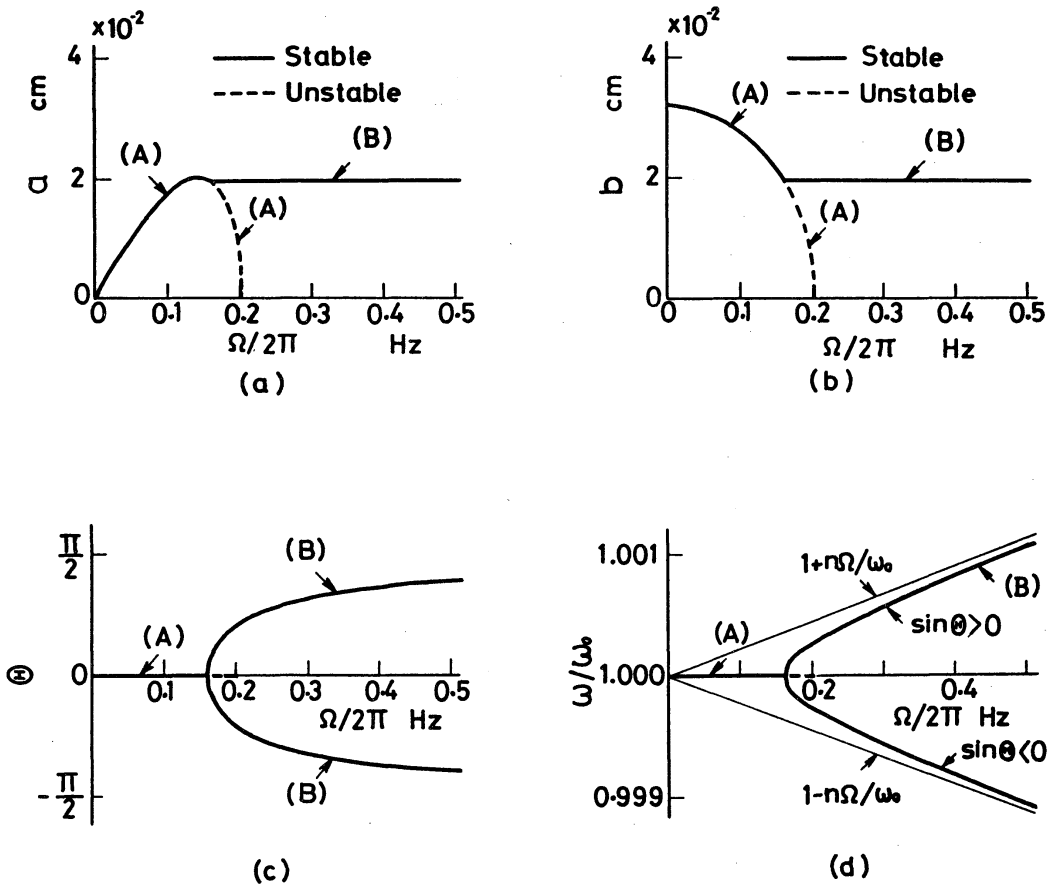 ×10⁻²
4
cm
a
2
0
Stable
Unstable
(A)
(B)
(A)
0 0.1 0.2 0.3 0.4 0.5
Ω/2π Hz
(a)
×10⁻²
4
cm
b
2
0
Stable
Unstable
(A)
(B)
(A)
0 0.1 0.2 0.3 0.4 0.5
Ω/2π Hz
(b)
π/2
Θ
0
-π/2
(A)
(B)
(B)
0.1 0.2 0.3 0.4 0.5
Ω/2π Hz
(c)
1.001
ω/ω₀
1.000
0.999
1+nΩ/ω₀
(B)
sinΘ>0
(A)
0.2 0.4
Ω/2π Hz
sinΘ<0
1-nΩ/ω₀
(d)